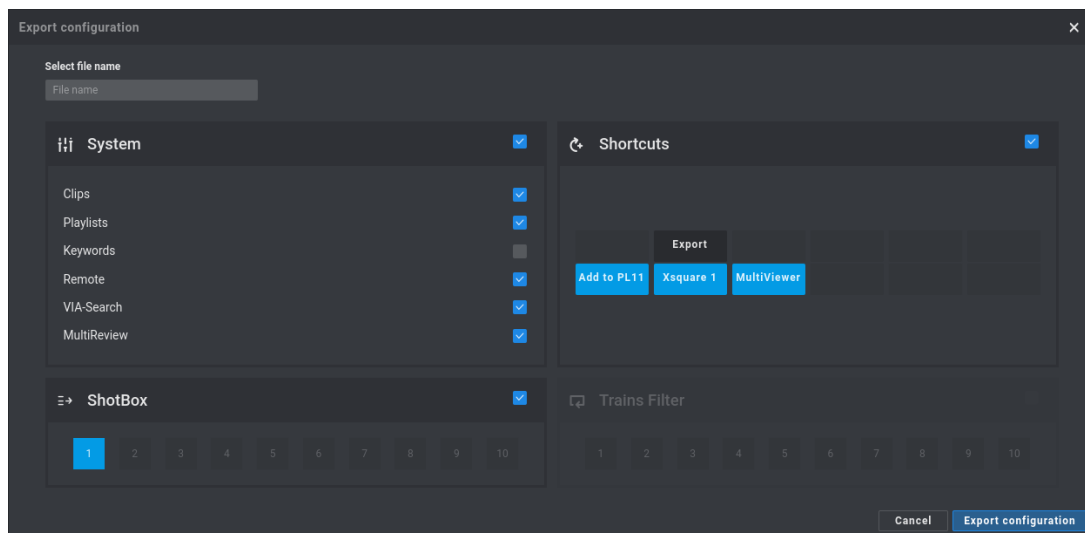 Export configuration
Select file name
File name
System
Clips
Playlists
Keywords
Remote
VIA-Search
MultiReview
Shortcuts
Export
Add to PL11 Xsquare 1 MultiViewer
ShotBox
1 2 3 4 5 6 7 8 9 10
Trains Filter
1 2 3 4 5 6 7 8 9 10
Cancel Export configuration